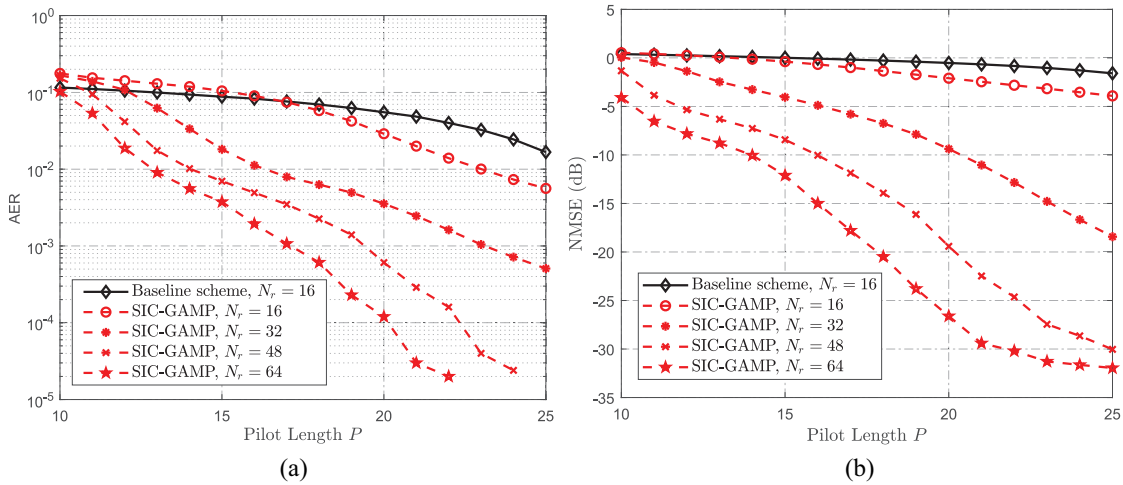 10^0
10^-1
10^-2
10^-3
10^-4
10^-5
AER
Baseline scheme, N_r = 16
SIC-GAMP, N_r = 16
SIC-GAMP, N_r = 32
SIC-GAMP, N_r = 48
SIC-GAMP, N_r = 64
10 15 20 25
Pilot Length P
(a)
5
0
-5
-10
-15
-20
-25
-30
-35
NMSE (dB)
Baseline scheme, N_r = 16
SIC-GAMP, N_r = 16
SIC-GAMP, N_r = 32
SIC-GAMP, N_r = 48
SIC-GAMP, N_r = 64
10 15 20 25
Pilot Length P
(b)